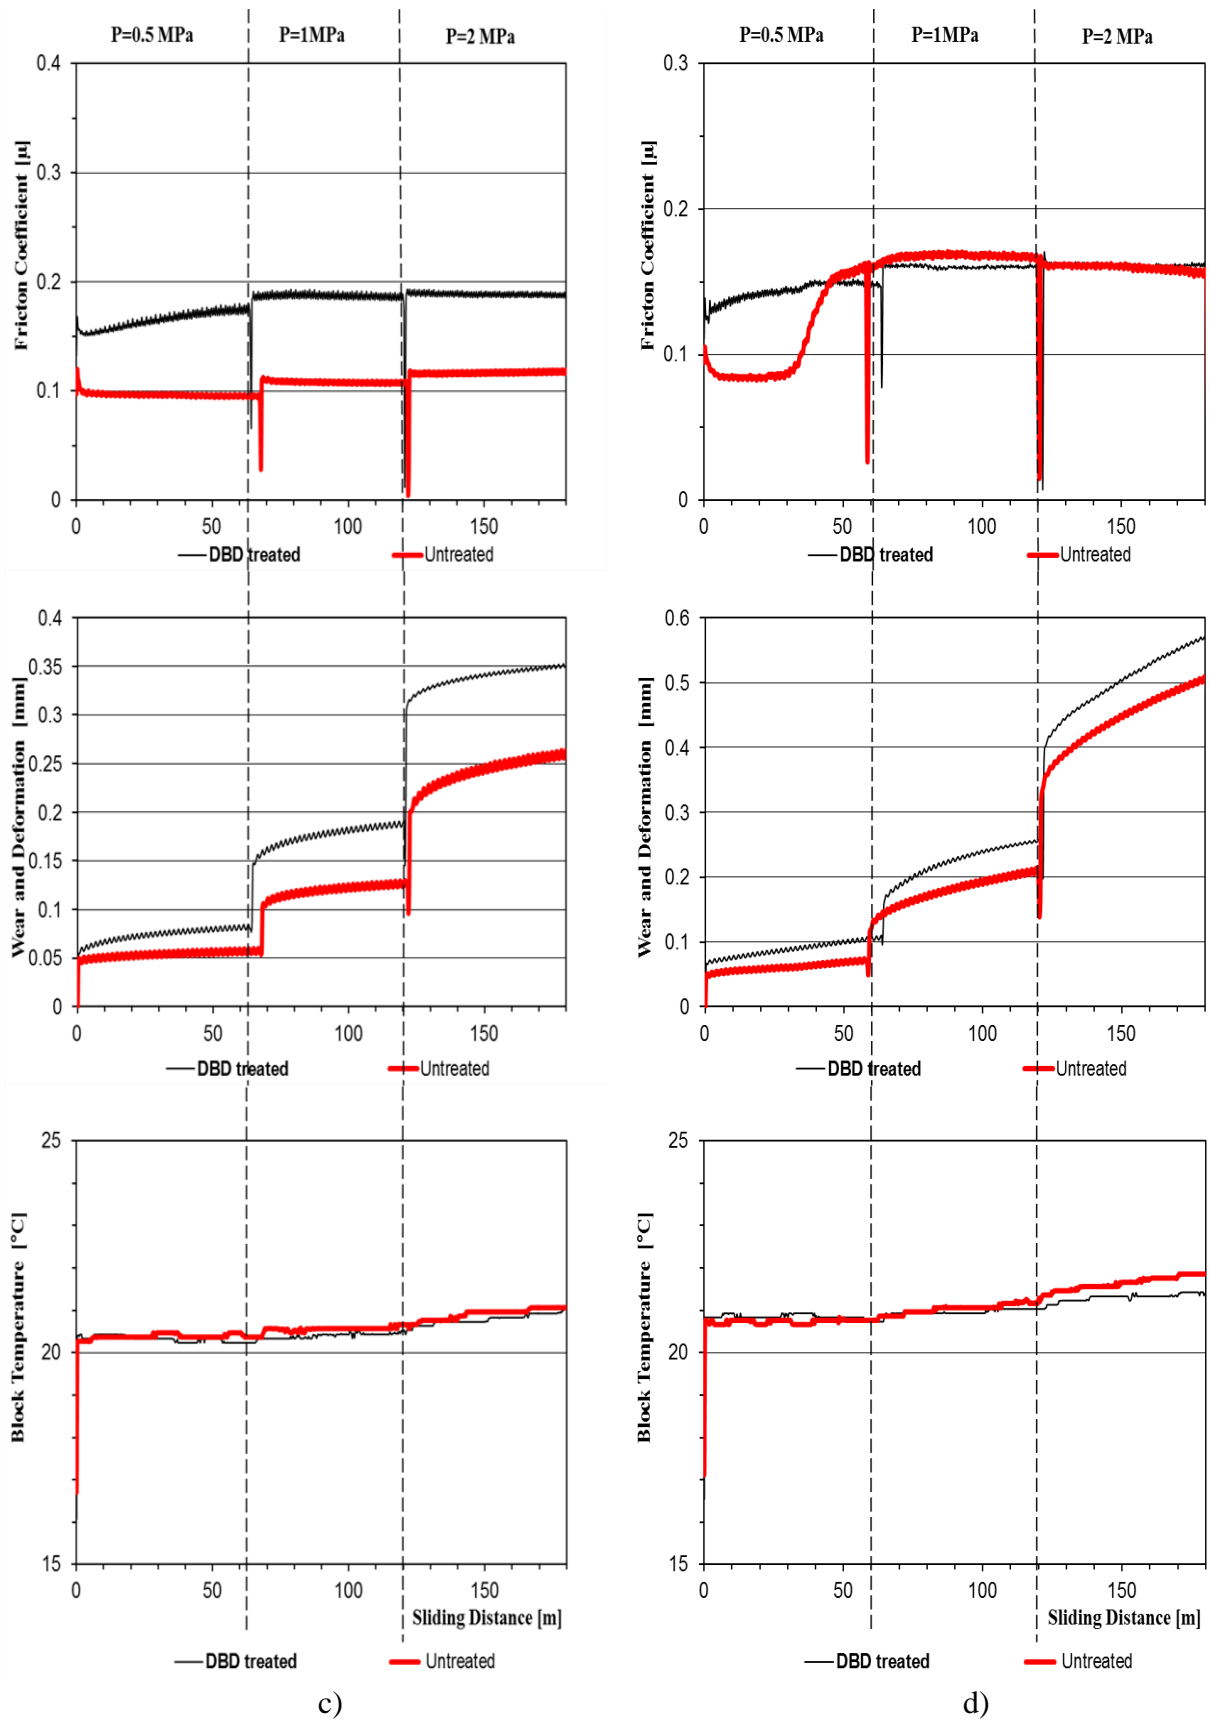 P=0.5 MPa P=1MPa P=2 MPa
0.4
0.3
0.2
0.1
0
Fricton Coefficient [µ]
0 50 100 150
DBD treated Untreated
P=0.5 MPa P=1MPa P=2 MPa
0.3
0.2
0.1
0
Fricton Coefficient [µ]
0 50 100 150
DBD treated Untreated
0.4
0.35
0.3
0.25
0.2
0.15
0.1
0.05
0
Wear and Deformation [mm]
0 50 100 150
DBD treated Untreated
0.6
0.5
0.4
0.3
0.2
0.1
0
Wear and Deformation [mm]
0 50 100 150
DBD treated Untreated
25
20
15
Block Temperature [°C]
0 50 100 150
Sliding Distance [m]
DBD treated Untreated
c)
25
20
15
Block Temperature [°C]
0 50 100 150
Sliding Distance [m]
DBD treated Untreated
d)